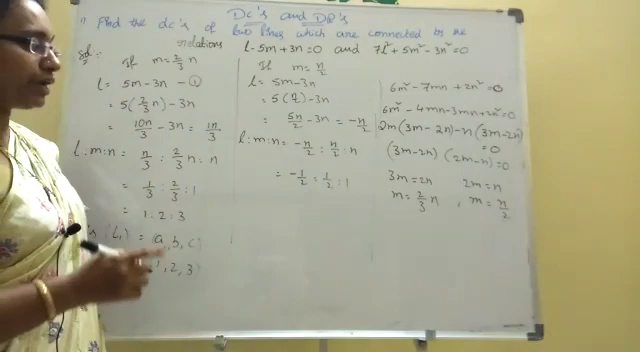 Dc's and DR's
1) Find the dc's of two lines which are connected by the
relations l-5m+3n=0 and 7l²+5m²-3n²=0
Sol:-
If m=2/3 n
l = 5m-3n -①
= 5(2/3 n)-3n
= 10n/3 - 3n = 1n/3
l:m:n = n/3 : 2/3 n : n
= 1/3 : 2/3 : 1
= 1:2:3
(L₁) = a,b,c
1,2,3
If m=n/2
l = 5m-3n
= 5(n/2)-3n
= 5n/2 - 3n = -n/2
l:m:n = -n/2 : n/2 : n
= -1/2 : 1/2 : 1
6m²-7mn+2n²=0
6m²-4mn-3mn+2n²=0
2m(3m-2n)-n(3m-2n)
=0
(3m-2n)(2m-n)=0
3m=2n 2m=n
m=2/3 n , m=n/2